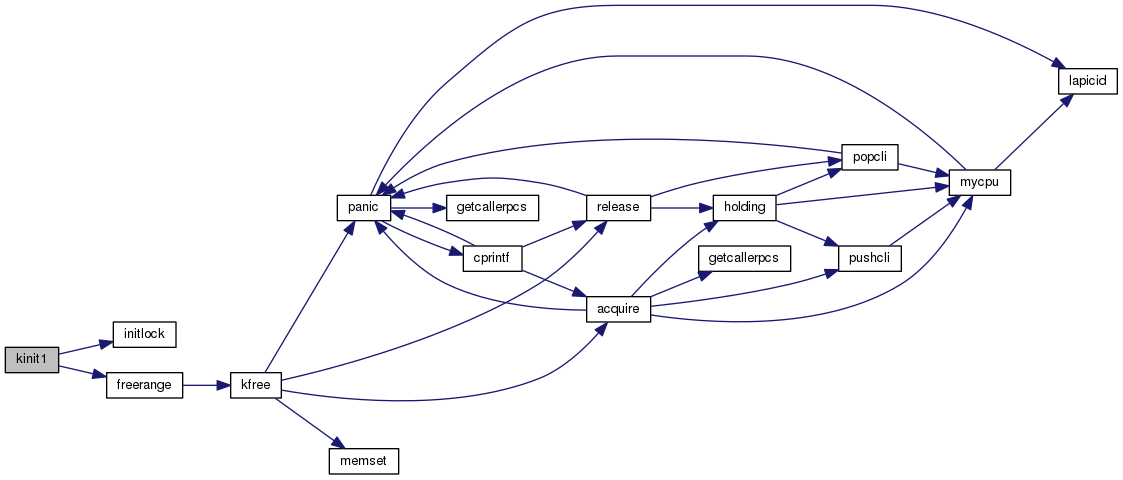 lapicid
popcli
mycpu
panic
getcallerpcs
release
holding
cprintf
getcallerpcs
pushcli
acquire
initlock
kinit1
freerange
kfree
memset